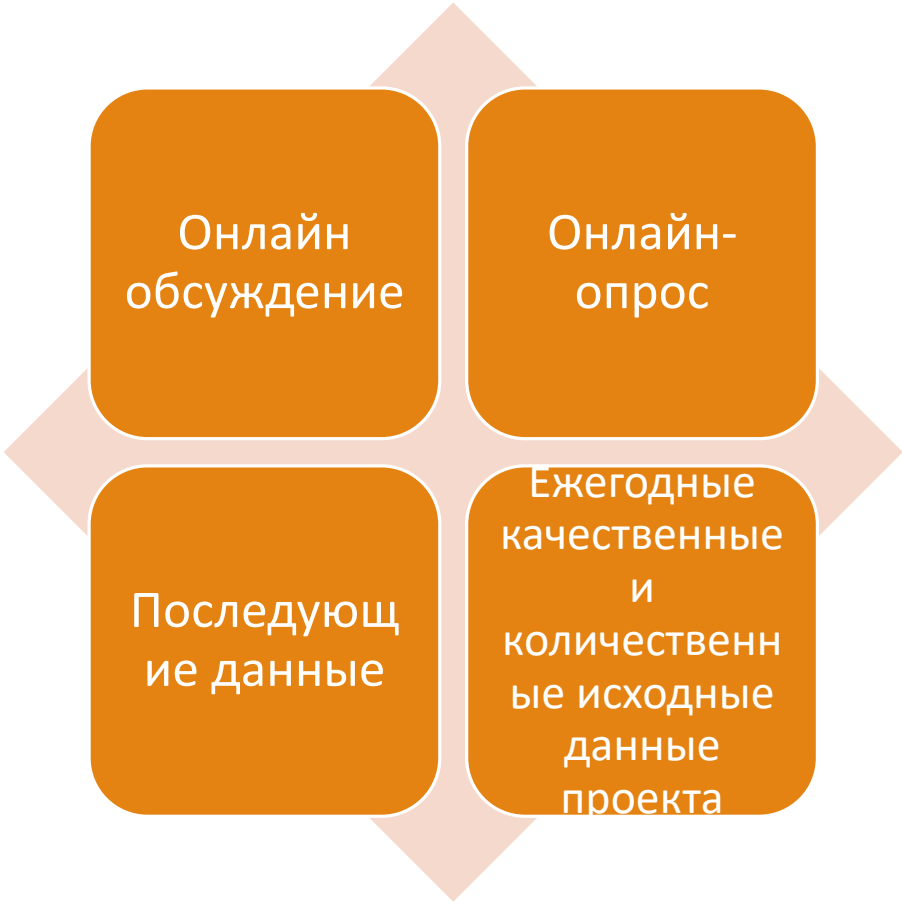 Онлайн
обсуждение
Онлайн-
опрос
Последующ
ие данные
Ежегодные
качественные
и
количественн
ые исходные
данные
проекта